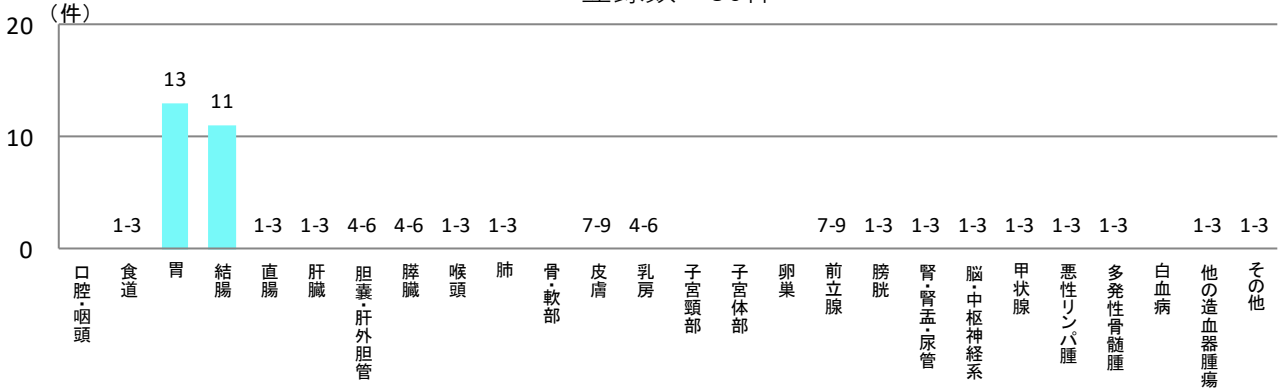 （件）
20
10
0
13
11
1-3
1-3
1-3
4-6
4-6
1-3
1-3
7-9
4-6
7-9
1-3
1-3
1-3
1-3
1-3
1-3
1-3
1-3
口腔・咽頭
食道
胃
結腸
直腸
肝臓
胆嚢・肝外胆管
膵臓
喉頭
肺
骨・軟部
皮膚
乳房
子宮頸部
子宮体部
卵巣
前立腺
膀胱
腎・腎盂・尿管
脳・中枢神経系
甲状腺
悪性リンパ腫
多発性骨髄腫
白血病
他の造血器腫瘍
その他